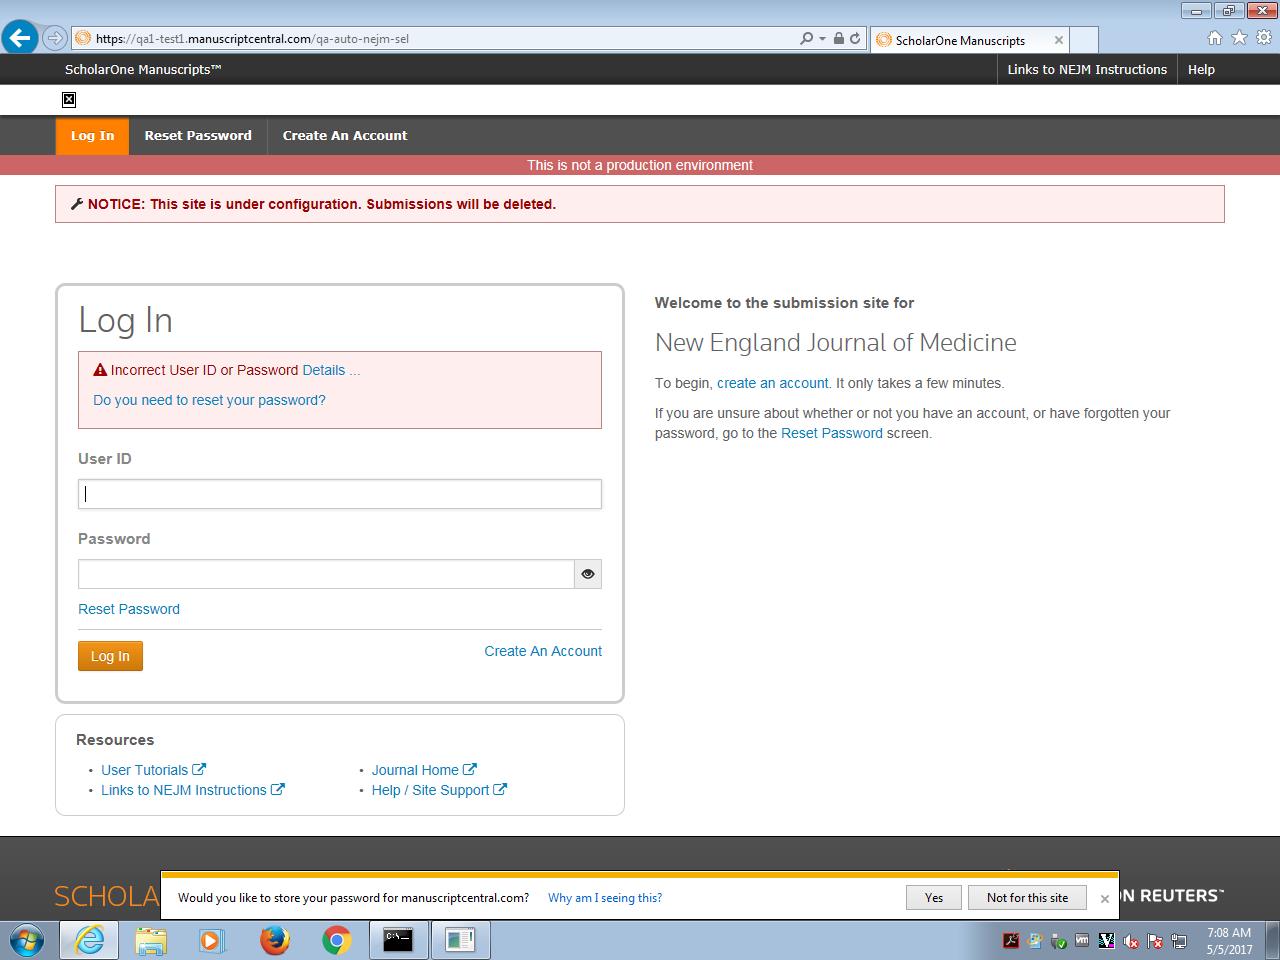 https://qa1-test1.manuscriptcentral.com/qa-auto-nejm-sel
ScholarOne Manuscripts
ScholarOne Manuscripts™
Links to NEJM Instructions
Help
Log In
Reset Password
Create An Account
This is not a production environment
NOTICE: This site is under configuration. Submissions will be deleted.
Log In
Incorrect User ID or Password Details ...
Do you need to reset your password?
User ID
Password
Reset Password
Log In
Create An Account
Welcome to the submission site for
New England Journal of Medicine
To begin, create an account. It only takes a few minutes.
If you are unsure about whether or not you have an account, or have forgotten your
password, go to the Reset Password screen.
Resources
• User Tutorials
• Links to NEJM Instructions
• Journal Home
• Help / Site Support
SCHOLA
ON REUTERS™
Would you like to store your password for manuscriptcentral.com?
Why am I seeing this?
Yes
Not for this site
C:\.
vm
7:08 AM
5/5/2017